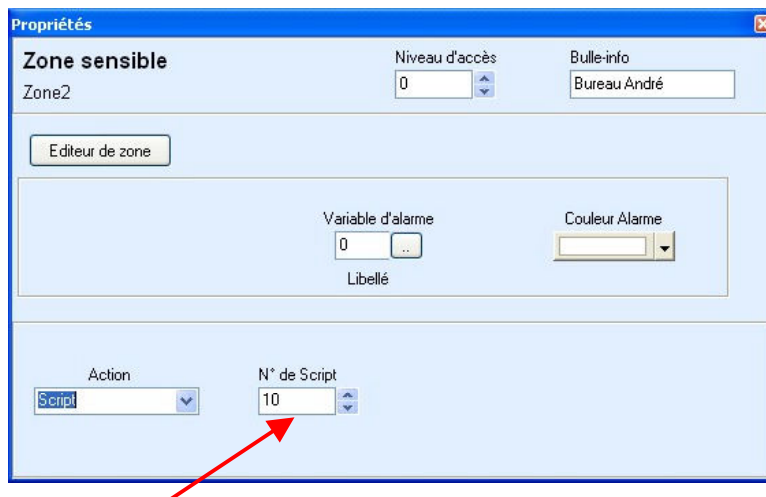 Propriétés
Zone sensible
Zone2
Niveau d'accès
0
Bulle-info
Bureau André
Editeur de zone
Variable d'alarme
0
..
Libellé
Couleur Alarme
Action
Script
N° de Script
10